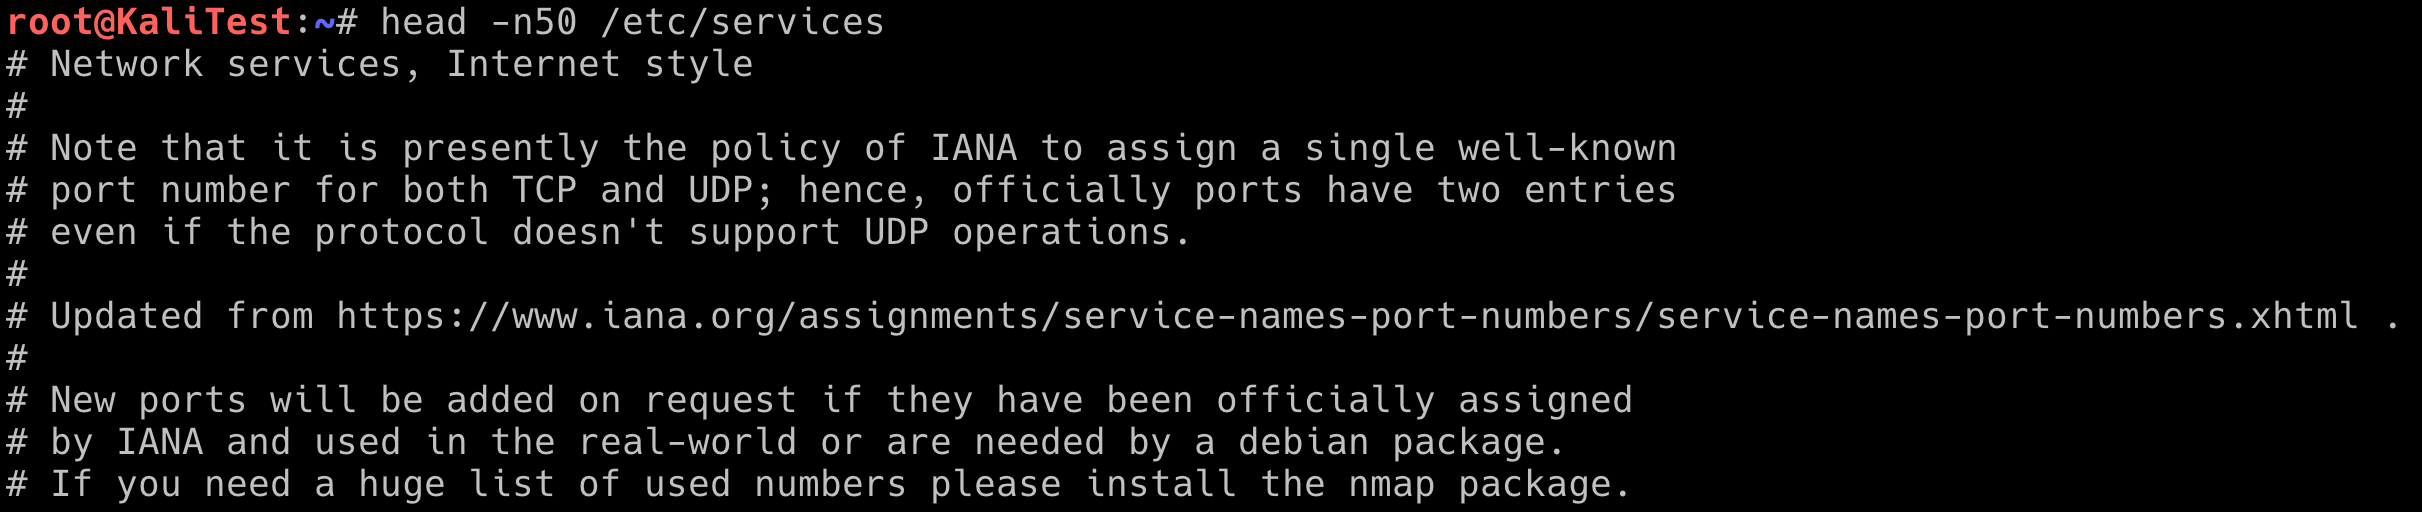 root@KaliTest:~# head -n50 /etc/services
# Network services, Internet style
#
# Note that it is presently the policy of IANA to assign a single well-known
# port number for both TCP and UDP; hence, officially ports have two entries
# even if the protocol doesn't support UDP operations.
#
# Updated from https://www.iana.org/assignments/service-names-port-numbers/service-names-port-numbers.xhtml .
#
# New ports will be added on request if they have been officially assigned
# by IANA and used in the real-world or are needed by a debian package.
# If you need a huge list of used numbers please install the nmap package.